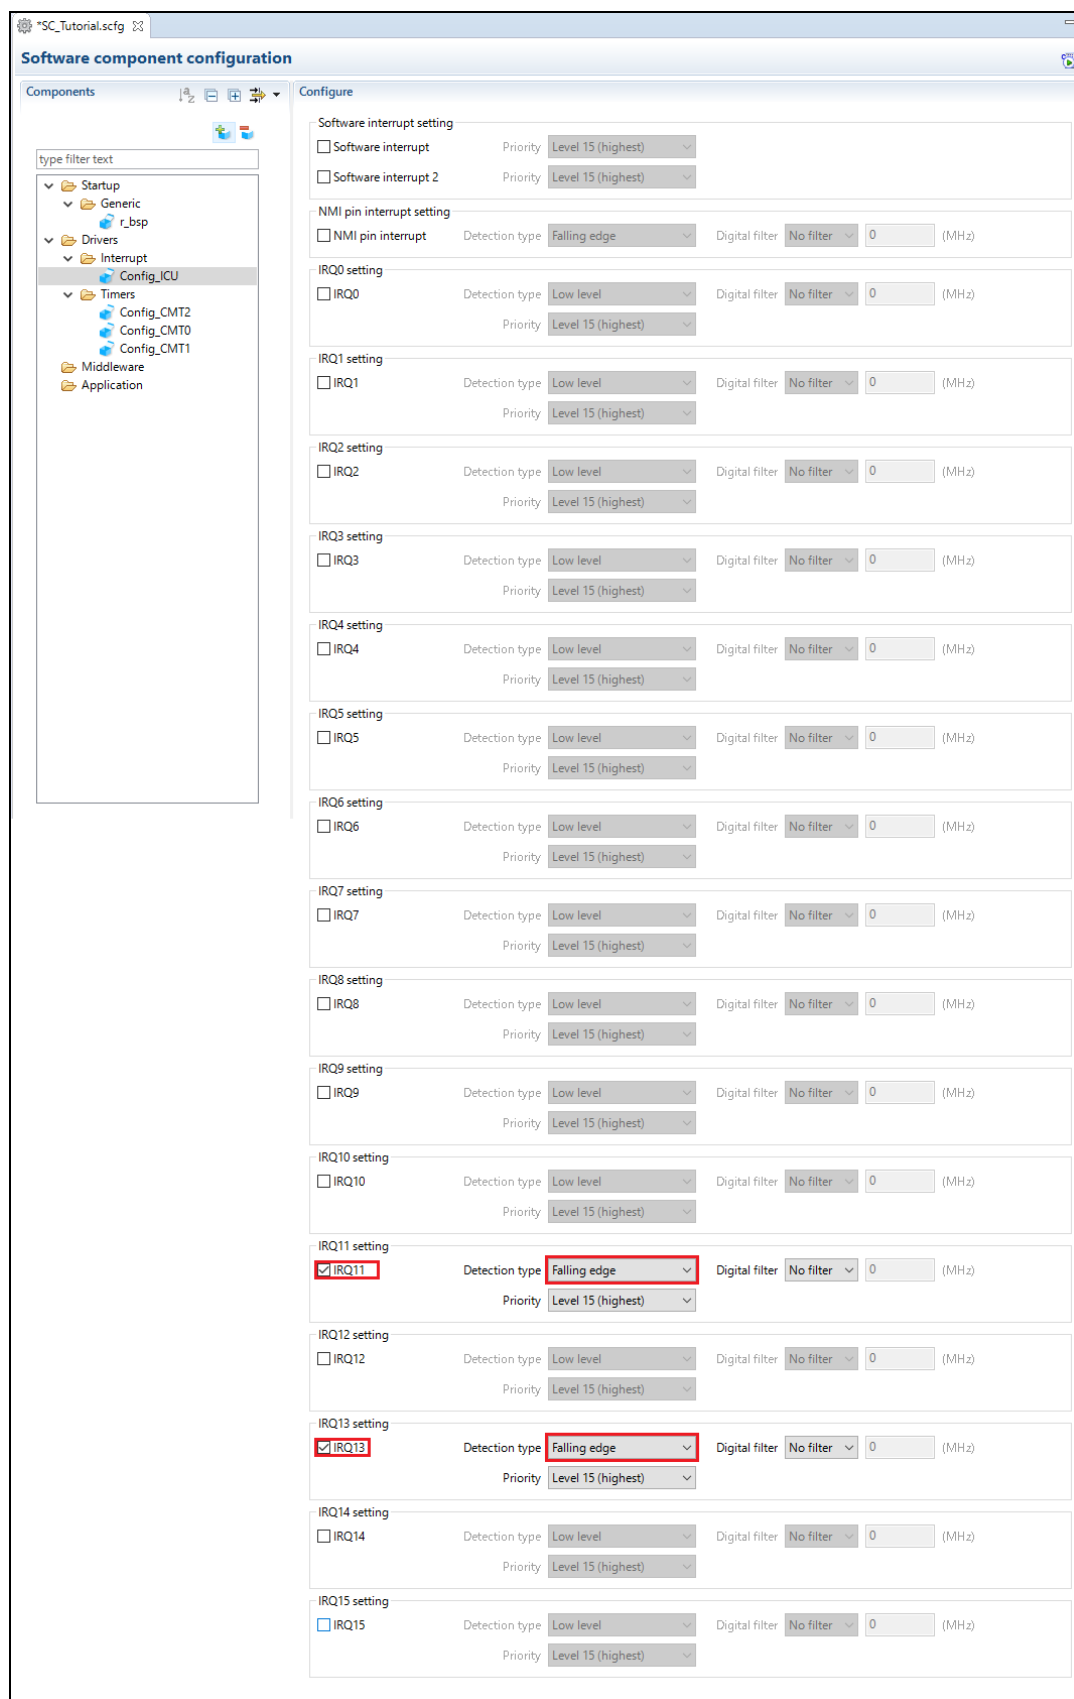 *SC_Tutorial.scfg
Software component configuration
Components
Configure
type filter text
Startup
Generic
r_bsp
Drivers
Interrupt
Config_ICU
Timers
Config_CMT2
Config_CMT0
Config_CMT1
Middleware
Application
Software interrupt setting
Software interrupt Priority Level 15 (highest)
Software interrupt 2 Priority Level 15 (highest)
NMI pin interrupt setting
NMI pin interrupt Detection type Falling edge Digital filter No filter 0 (MHz)
IRQ0 setting
IRQ0 Detection type Low level Digital filter No filter 0 (MHz)
Priority Level 15 (highest)
IRQ1 setting
IRQ1 Detection type Low level Digital filter No filter 0 (MHz)
Priority Level 15 (highest)
IRQ2 setting
IRQ2 Detection type Low level Digital filter No filter 0 (MHz)
Priority Level 15 (highest)
IRQ3 setting
IRQ3 Detection type Low level Digital filter No filter 0 (MHz)
Priority Level 15 (highest)
IRQ4 setting
IRQ4 Detection type Low level Digital filter No filter 0 (MHz)
Priority Level 15 (highest)
IRQ5 setting
IRQ5 Detection type Low level Digital filter No filter 0 (MHz)
Priority Level 15 (highest)
IRQ6 setting
IRQ6 Detection type Low level Digital filter No filter 0 (MHz)
Priority Level 15 (highest)
IRQ7 setting
IRQ7 Detection type Low level Digital filter No filter 0 (MHz)
Priority Level 15 (highest)
IRQ8 setting
IRQ8 Detection type Low level Digital filter No filter 0 (MHz)
Priority Level 15 (highest)
IRQ9 setting
IRQ9 Detection type Low level Digital filter No filter 0 (MHz)
Priority Level 15 (highest)
IRQ10 setting
IRQ10 Detection type Low level Digital filter No filter 0 (MHz)
Priority Level 15 (highest)
IRQ11 setting
IRQ11 Detection type Falling edge Digital filter No filter 0 (MHz)
Priority Level 15 (highest)
IRQ12 setting
IRQ12 Detection type Low level Digital filter No filter 0 (MHz)
Priority Level 15 (highest)
IRQ13 setting
IRQ13 Detection type Falling edge Digital filter No filter 0 (MHz)
Priority Level 15 (highest)
IRQ14 setting
IRQ14 Detection type Low level Digital filter No filter 0 (MHz)
Priority Level 15 (highest)
IRQ15 setting
IRQ15 Detection type Low level Digital filter No filter 0 (MHz)
Priority Level 15 (highest)